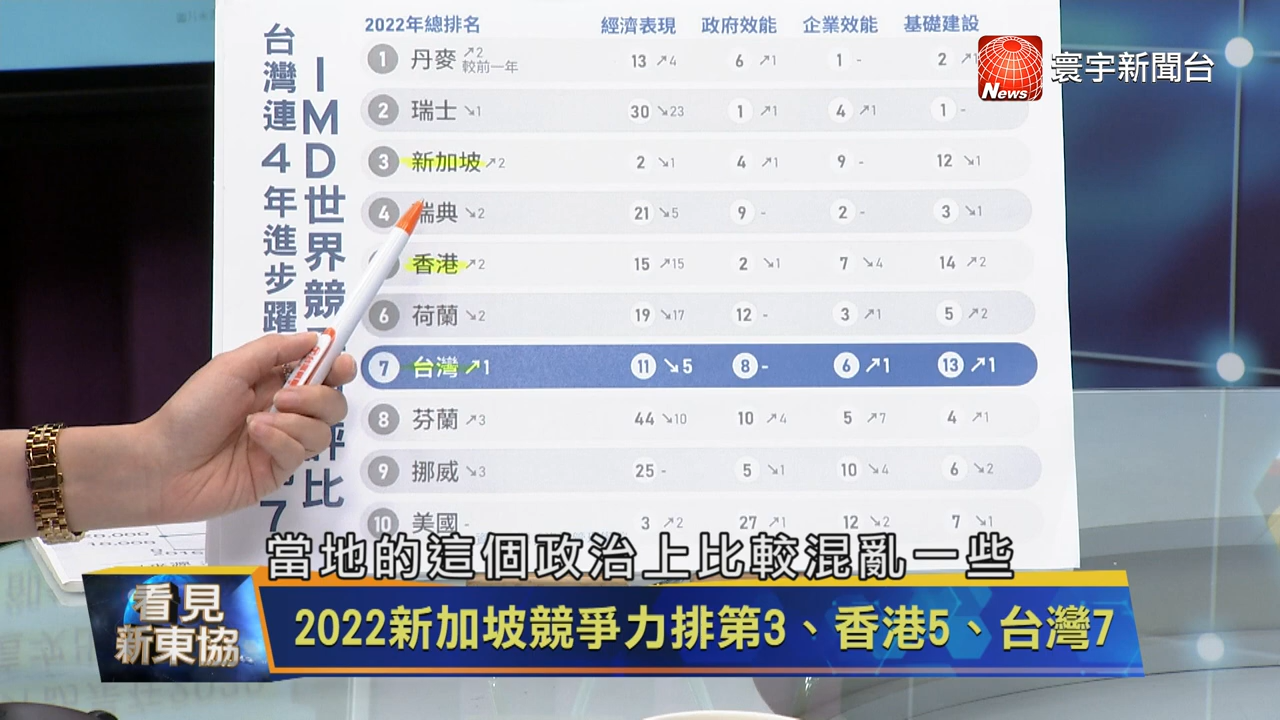 台灣連4年進步躍
IMD世界競
評比
7
2022年總排名 經濟表現 政府效能 企業效能 基礎建設
1 丹麥 ↗2 較前一年 13 ↗4 6 ↗1 1 - 2 ↗1
2 瑞士 ↘1 30 ↘23 1 ↗1 4 ↗1 1 -
3 新加坡 ↗2 2 ↘1 4 ↗1 9 - 12 ↘1
4 瑞典 ↘2 21 ↘5 9 - 2 - 3 ↘1
香港 ↗2 15 ↗15 2 ↘1 7 ↘4 14 ↗2
6 荷蘭 ↘2 19 ↘17 12 - 3 ↗1 5 ↗2
7 台灣 ↗1 11 ↘5 8 - 6 ↗1 13 ↗1
8 芬蘭 ↗3 44 ↘10 10 ↗4 5 ↗7 4 ↗1
9 挪威 ↘3 25 - 5 ↘1 10 ↘4 6 ↘2
10 美國 - 3 ↗2 27 ↗1 12 ↘2 7 ↘1
News
寰宇新聞台
當地的這個政治上比較混亂一些
看見
新東協
2022新加坡競爭力排第3、香港5、台灣7